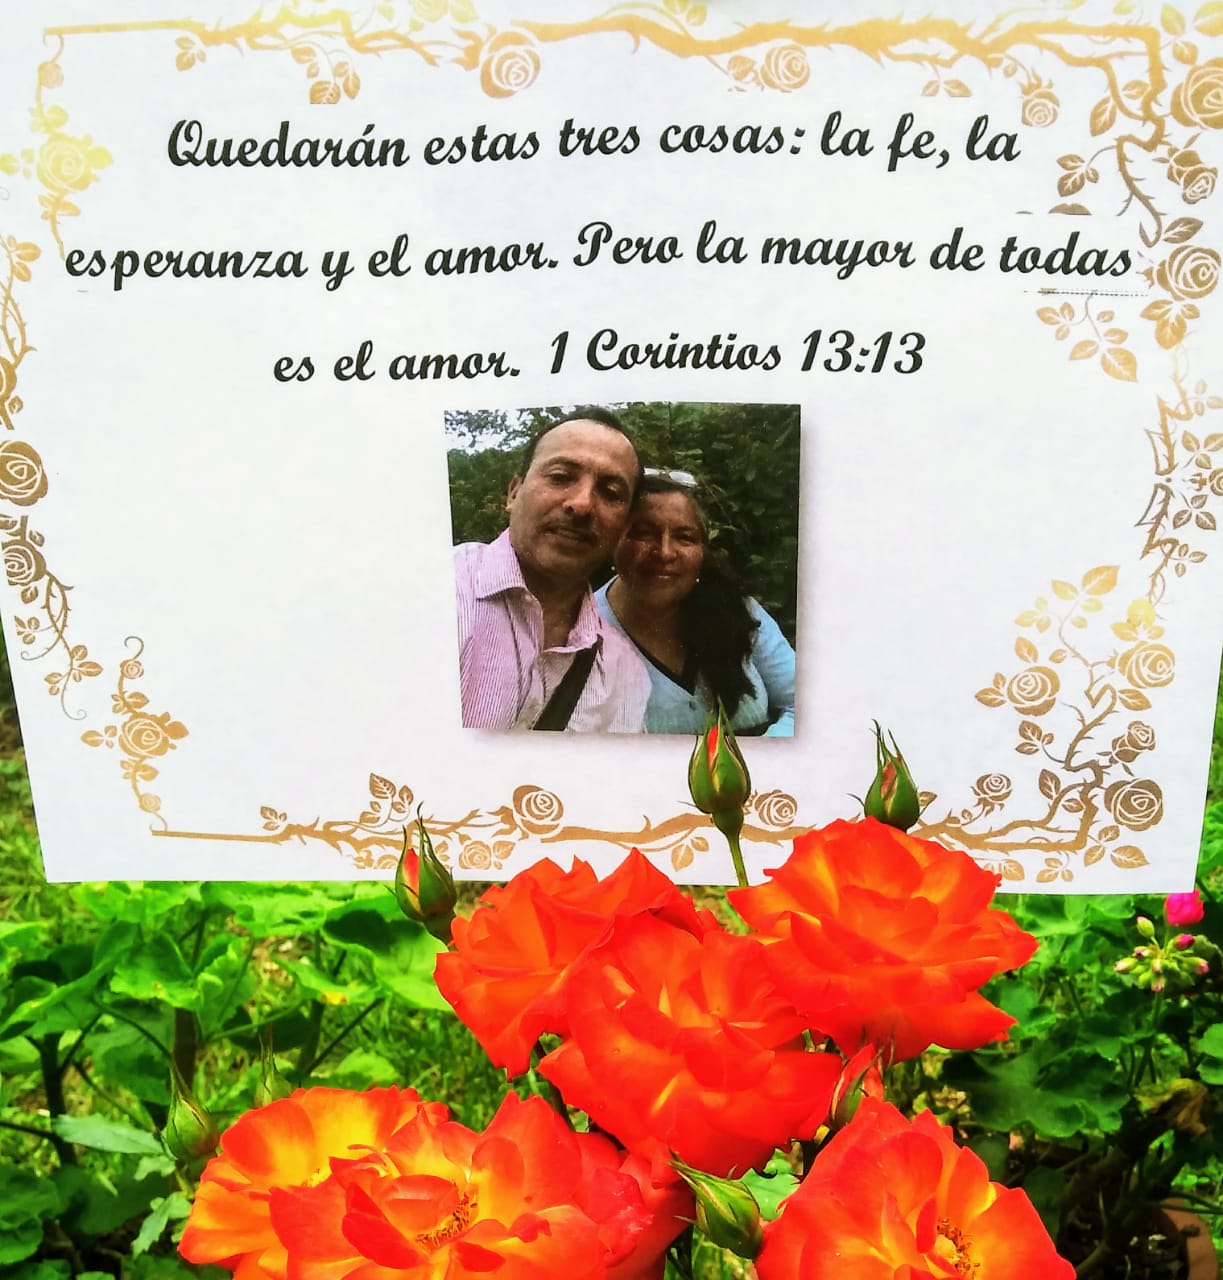 Quedarán estas tres cosas: la fe, la
esperanza y el amor. Pero la mayor de todas
es el amor. 1 Corintios 13:13